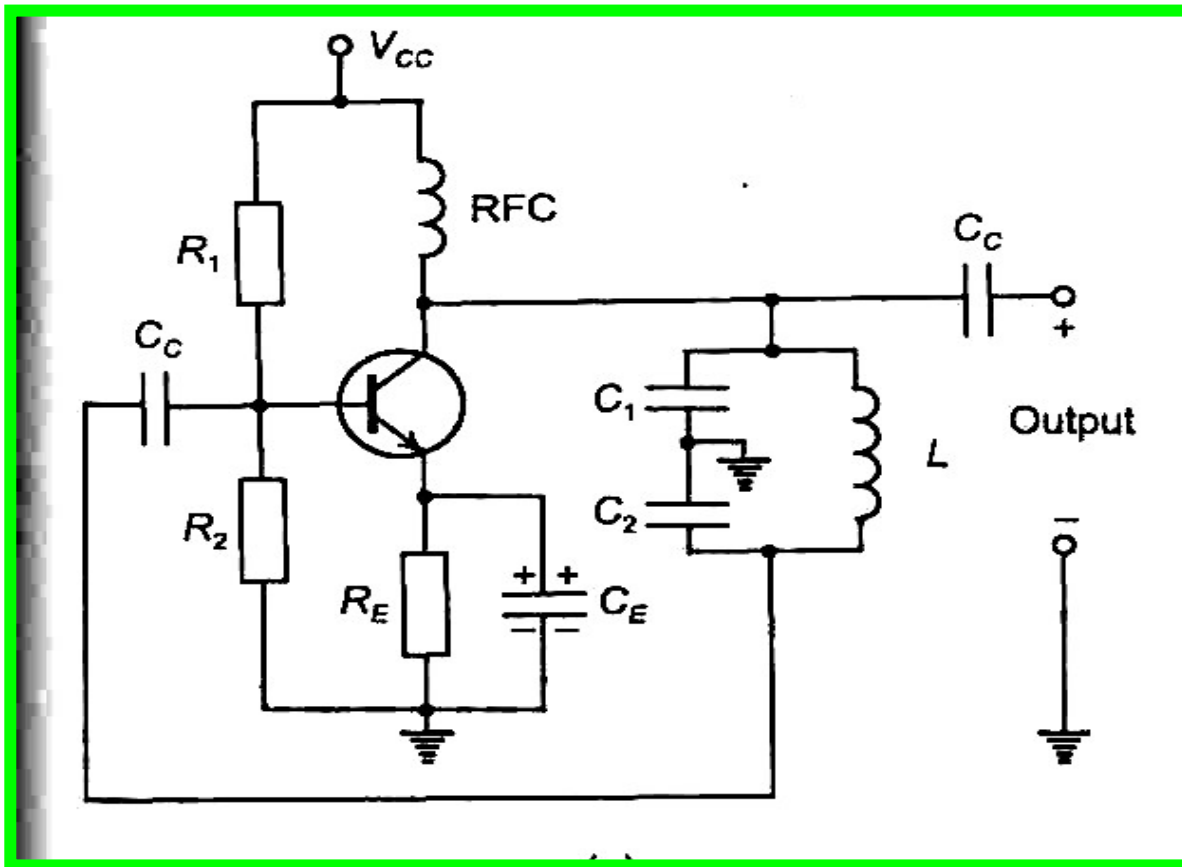 V_CC
RFC
R_1
C_C
C_C
+
C_1
Output
L
R_2
C_2
−
R_E
+ +
C_E
− −